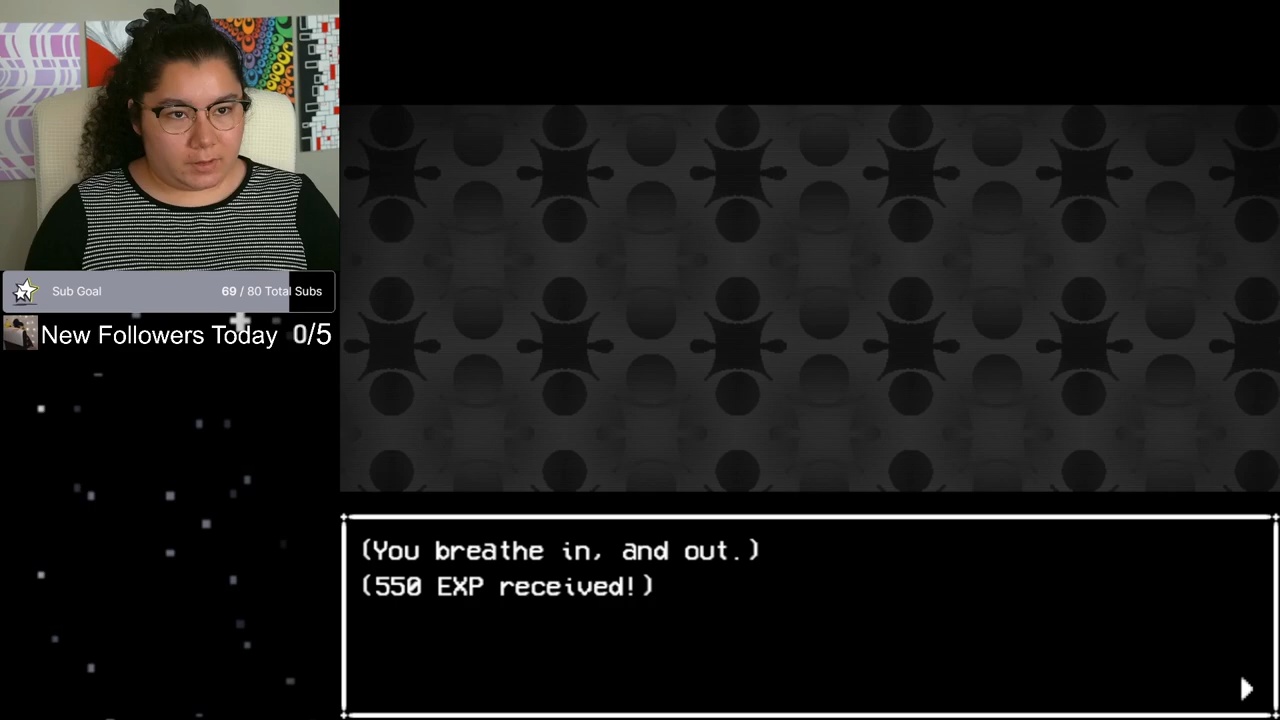 Sub Goal 69 / 80 Total Subs
New Followers Today 0/5
(You breathe in, and out.)
(550 EXP received!)